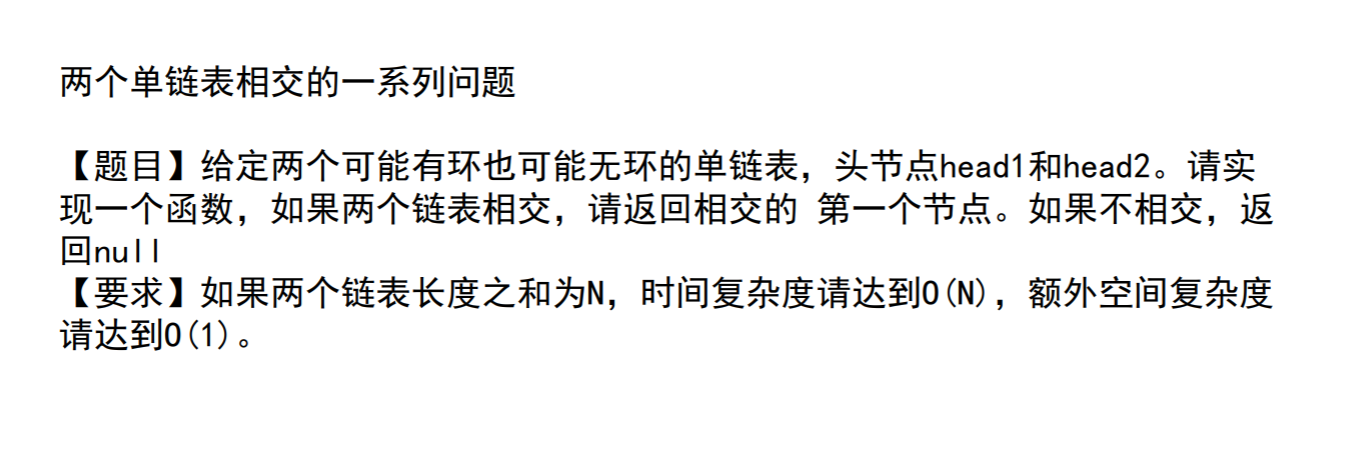 两个单链表相交的一系列问题
【题目】给定两个可能有环也可能无环的单链表，头节点head1和head2。请实
现一个函数，如果两个链表相交，请返回相交的 第一个节点。如果不相交，返
回null
【要求】如果两个链表长度之和为N，时间复杂度请达到O(N)，额外空间复杂度
请达到O(1)。